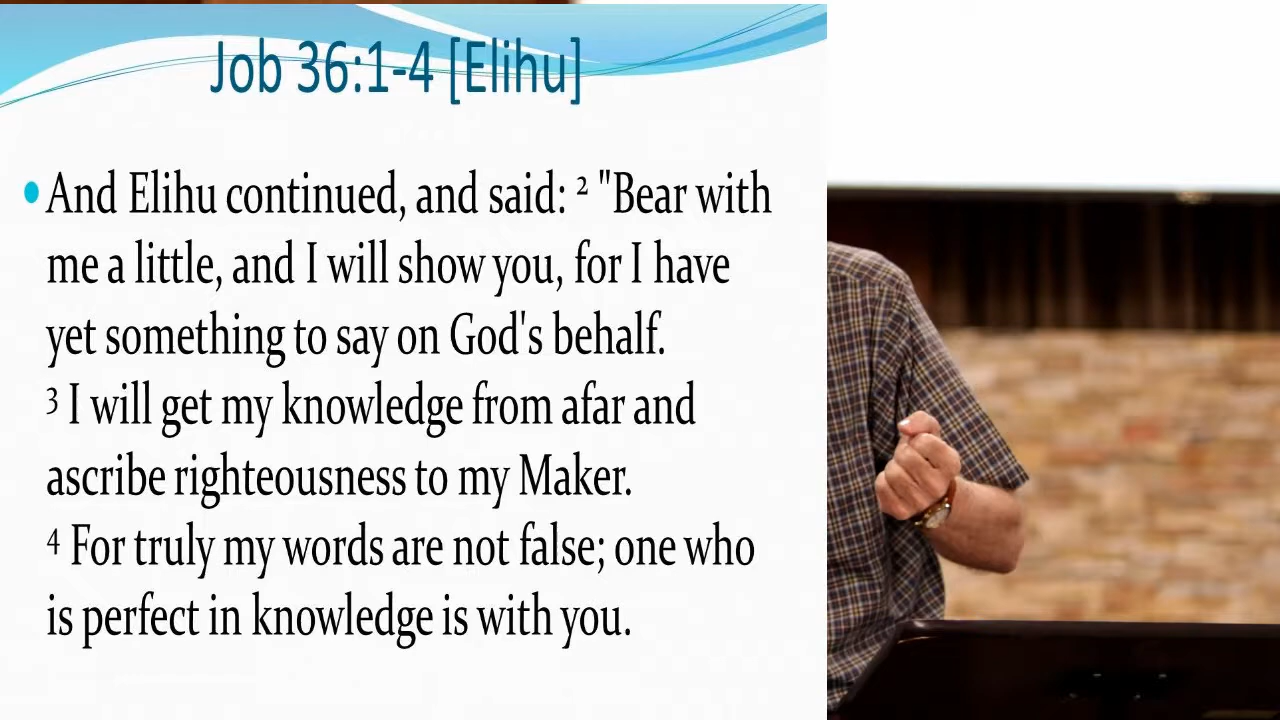 Job 36:1-4 [Elihu]
And Elihu continued, and said: ² "Bear with
me a little, and I will show you, for I have
yet something to say on God's behalf.
³ I will get my knowledge from afar and
ascribe righteousness to my Maker.
⁴ For truly my words are not false; one who
is perfect in knowledge is with you.